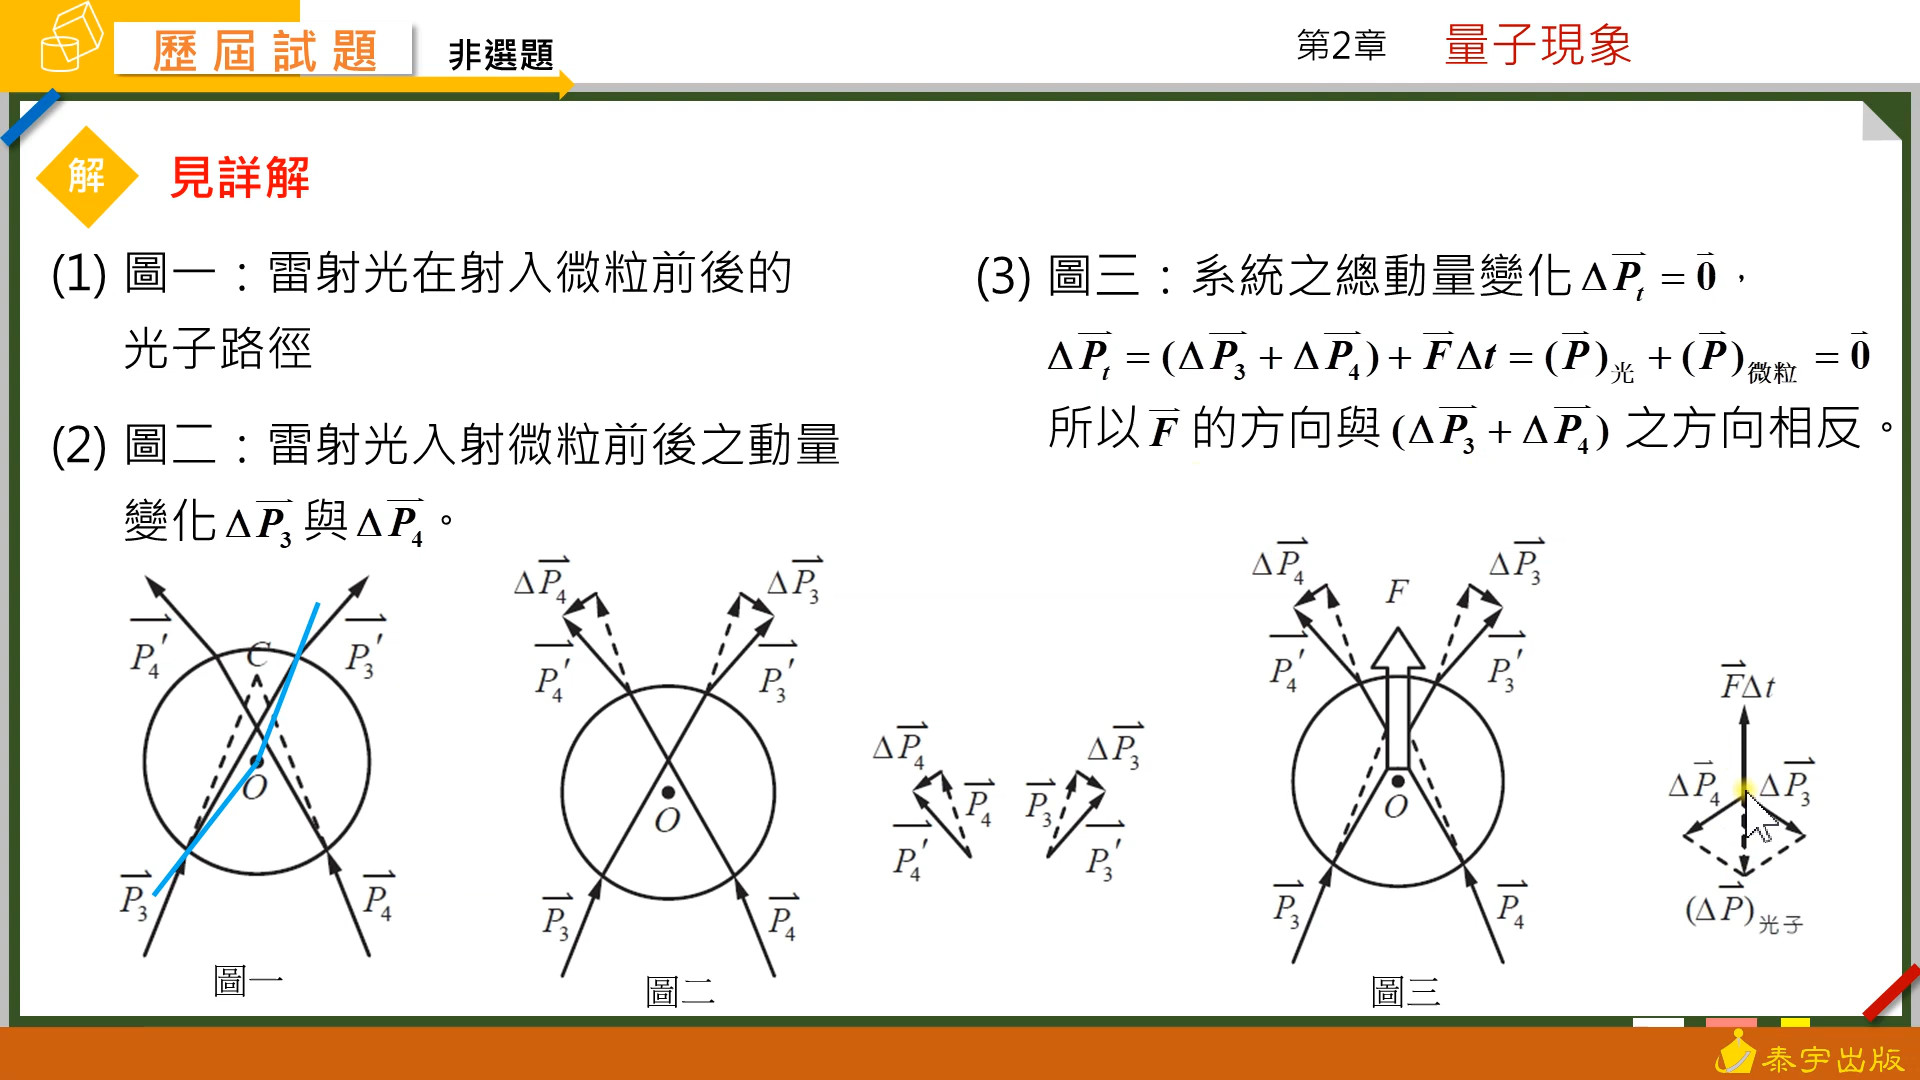 歷屆試題
非選題
第2章 量子現象
解 見詳解
(1) 圖一：雷射光在射入微粒前後的
光子路徑
(2) 圖二：雷射光入射微粒前後之動量
變化 ΔP₃ 與 ΔP₄。
(3) 圖三：系統之總動量變化 ΔPₜ = 0，
ΔPₜ = (ΔP₃ + ΔP₄) + FΔt = (P)光 + (P)微粒 = 0
所以 F 的方向與 (ΔP₃ + ΔP₄) 之方向相反。
P₄′ P₃′
C
O
P₃ P₄
圖一
ΔP₄ ΔP₃
P₄′ P₃′
O
P₃ P₄
圖二
ΔP₄ ΔP₃
P₄ P₃
P₄′ P₃′
ΔP₄ ΔP₃
F
P₄′ P₃′
O
P₃ P₄
圖三
FΔt
ΔP₄ ΔP₃
(ΔP)光子
泰宇出版